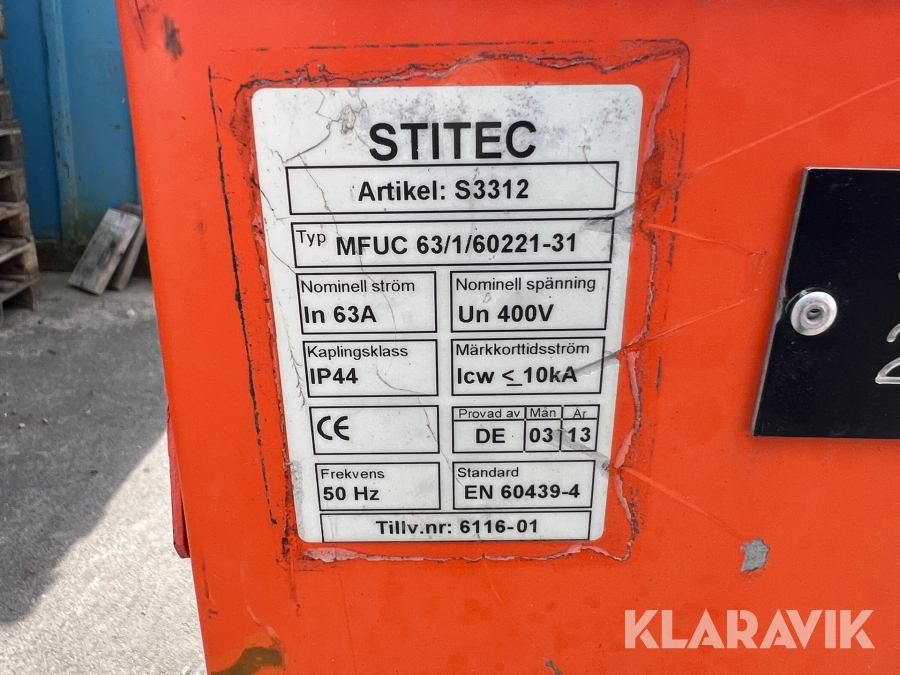 STITEC
Artikel: S3312
Typ MFUC 63/1/60221-31
Nominell ström
In 63A
Nominell spänning
Un 400V
Kaplingsklass
IP44
Märkkorttidsström
Icw ≤ 10kA
CE
Provad av Mån År
DE 03 13
Frekvens
50 Hz
Standard
EN 60439-4
Tillv.nr: 6116-01
KLARAVIK